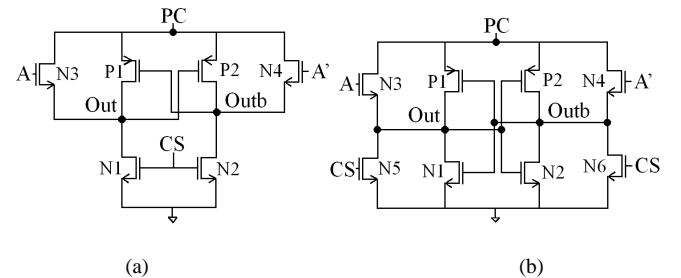 PC
A N3 P1 P2 N4 A'
Out Outb
CS
N1 N2
(a)
PC
A N3 P1 P2 N4 A'
Out Outb
CS N5 N1 N2 N6 CS
(b)